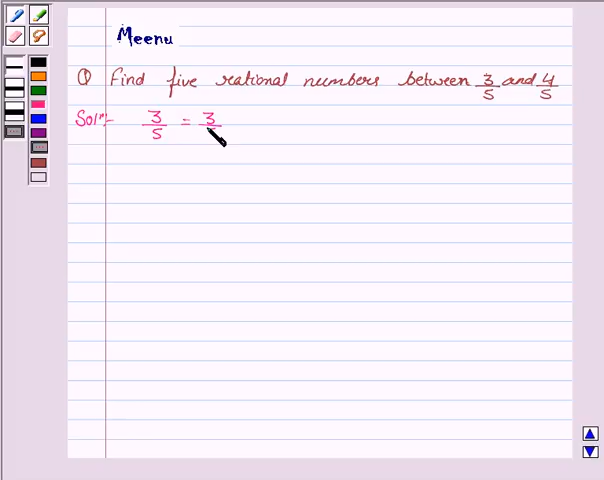 Meenu
Q Find five rational numbers between 3/5 and 4/5
Solⁿ:- 3/5 = 3/